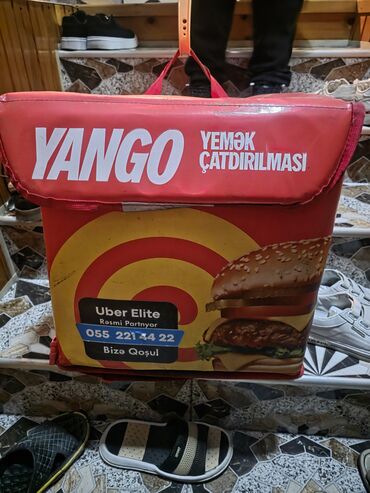 YANGO
YEMƏK
ÇATDIRILMASI
Uber Elite
Rəsmi Partnyor
055 221 44 22
Bizə Qoşul